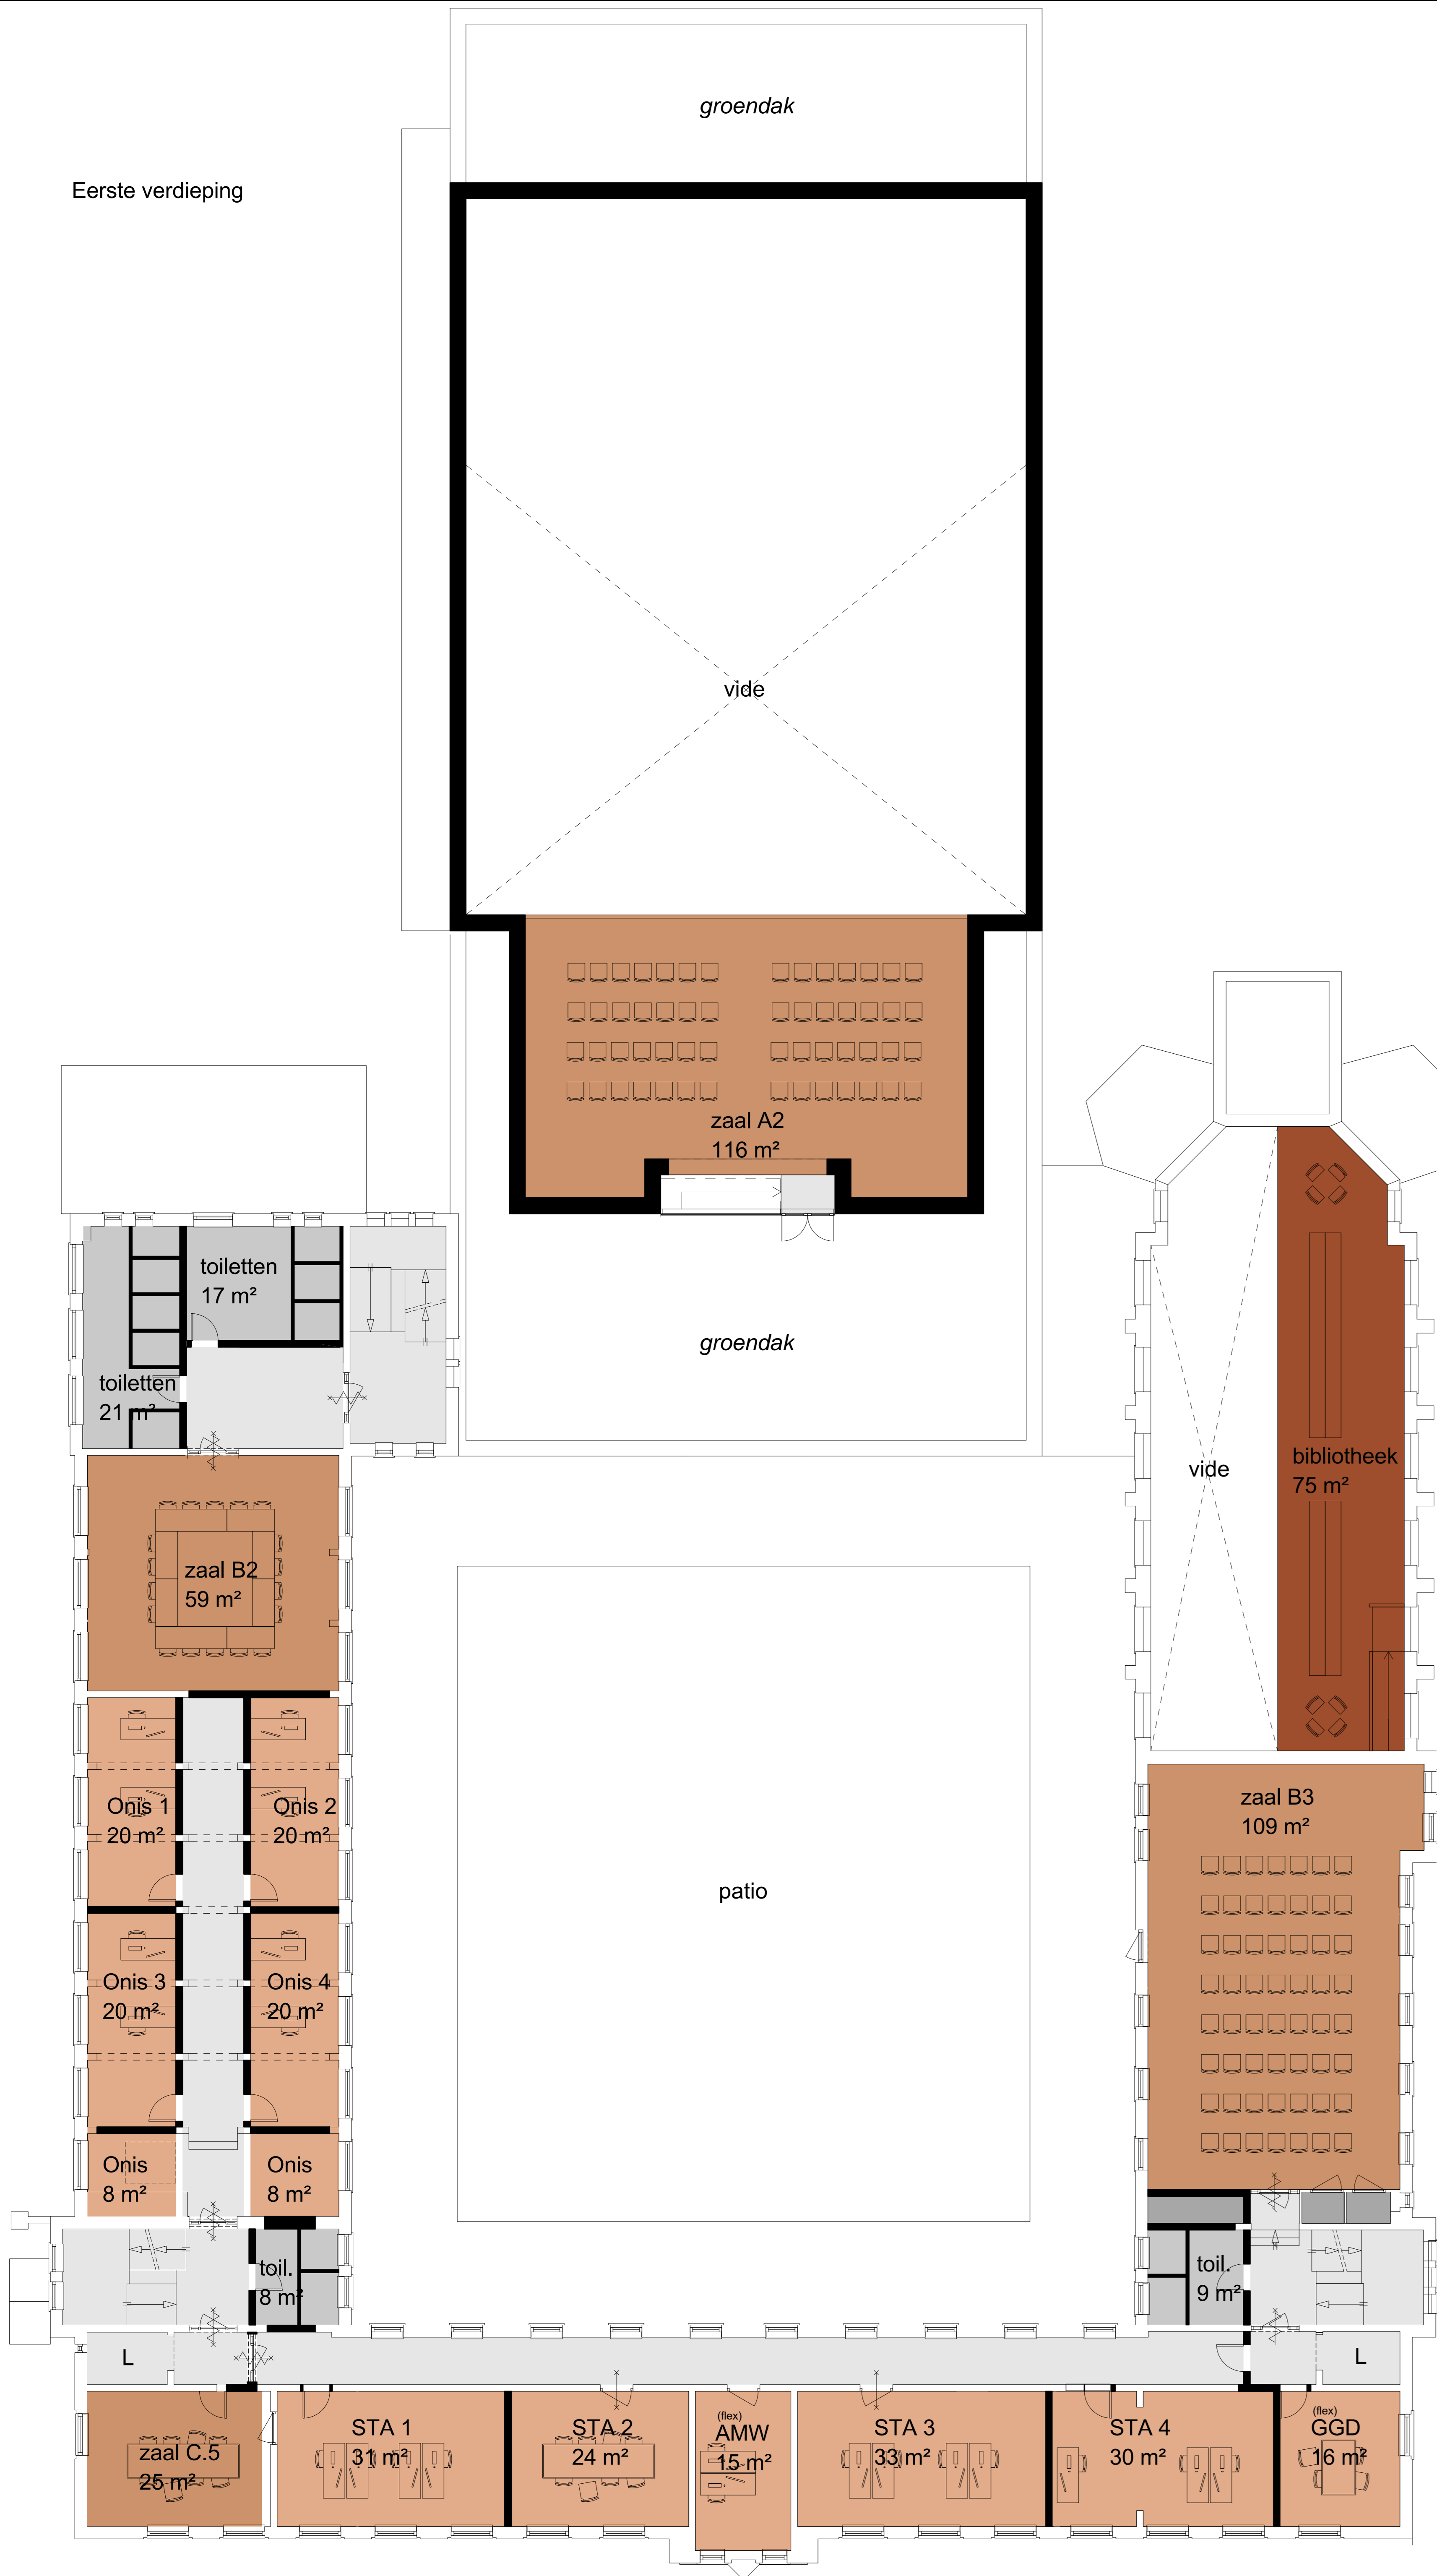 groendak
Eerste verdieping
vide
zaal A2
116 m²
toiletten
17 m²
groendak
toiletten
21 m²
bibliotheek
75 m²
vide
zaal B2
59 m²
zaal B3
109 m²
Onis 1
20 m²
Onis 2
20 m²
patio
Onis 3
20 m²
Onis 4
20 m²
Onis
8 m²
Onis
8 m²
toil.
8 m²
toil.
9 m²
L
L
zaal C.5
25 m²
STA 1
31 m²
STA 2
24 m²
(flex)
AMW
15 m²
STA 3
33 m²
STA 4
30 m²
(flex)
GGD
16 m²